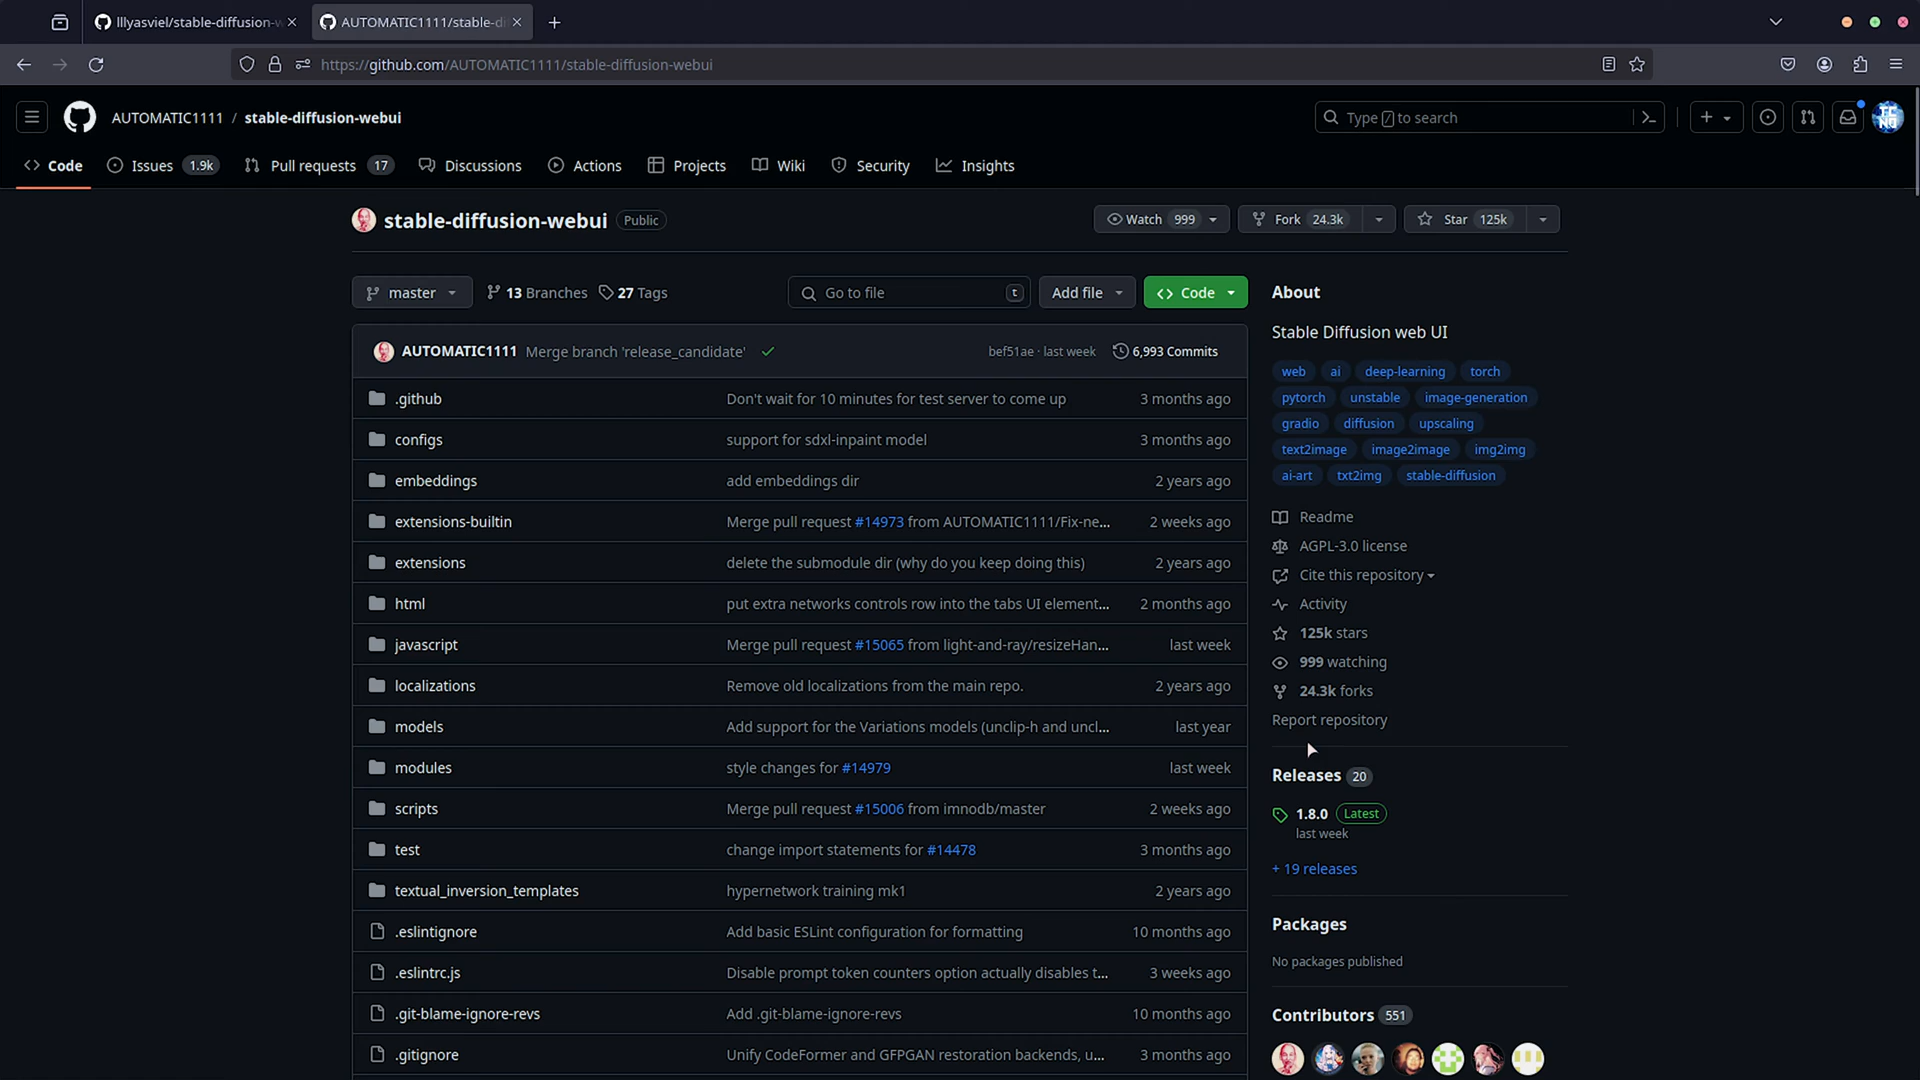 lllyasviel/stable-diffusion-w
AUTOMATIC1111/stable-di
https://github.com/AUTOMATIC1111/stable-diffusion-webui
AUTOMATIC1111 / stable-diffusion-webui
Type / to search
Code
Issues 1.9k
Pull requests 17
Discussions
Actions
Projects
Wiki
Security
Insights
stable-diffusion-webui Public
Watch 999
Fork 24.3k
Star 125k
master
13 Branches
27 Tags
Go to file t
Add file
Code
AUTOMATIC1111 Merge branch 'release_candidate' bef51ae · last week 6,993 Commits
.github Don't wait for 10 minutes for test server to come up 3 months ago
configs support for sdxl-inpaint model 3 months ago
embeddings add embeddings dir 2 years ago
extensions-builtin Merge pull request #14973 from AUTOMATIC1111/Fix-ne... 2 weeks ago
extensions delete the submodule dir (why do you keep doing this) 2 years ago
html put extra networks controls row into the tabs UI element... 2 months ago
javascript Merge pull request #15065 from light-and-ray/resizeHan... last week
localizations Remove old localizations from the main repo. 2 years ago
models Add support for the Variations models (unclip-h and uncl... last year
modules style changes for #14979 last week
scripts Merge pull request #15006 from imnodb/master 2 weeks ago
test change import statements for #14478 3 months ago
textual_inversion_templates hypernetwork training mk1 2 years ago
.eslintignore Add basic ESLint configuration for formatting 10 months ago
.eslintrc.js Disable prompt token counters option actually disables t... 3 weeks ago
.git-blame-ignore-revs Add .git-blame-ignore-revs 10 months ago
.gitignore Unify CodeFormer and GFPGAN restoration backends, u... 3 months ago
About
Stable Diffusion web UI
web ai deep-learning torch
pytorch unstable image-generation
gradio diffusion upscaling
text2image image2image img2img
ai-art txt2img stable-diffusion
Readme
AGPL-3.0 license
Cite this repository
Activity
125k stars
999 watching
24.3k forks
Report repository
Releases 20
1.8.0 Latest
last week
+ 19 releases
Packages
No packages published
Contributors 551